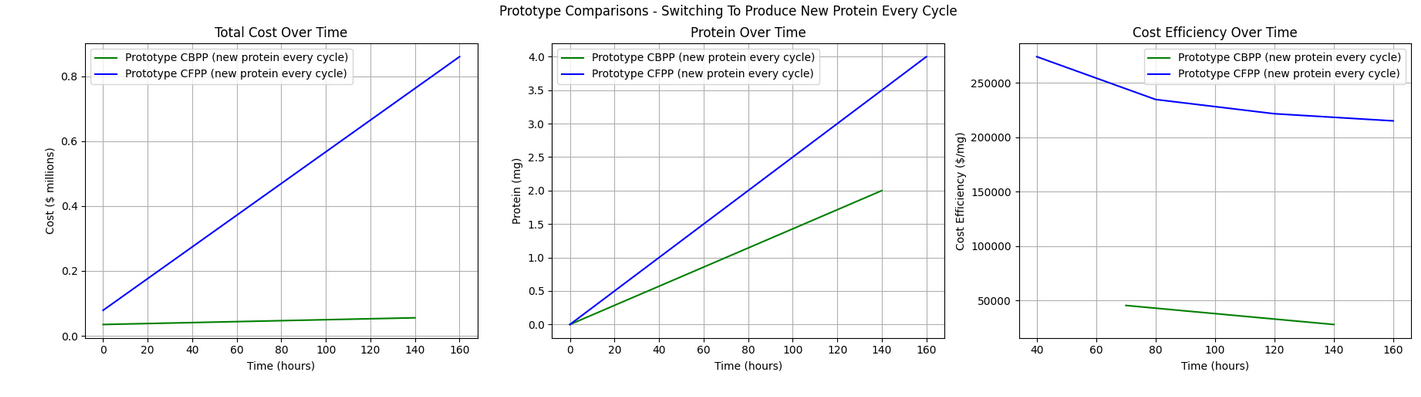 Prototype Comparisons - Switching To Produce New Protein Every Cycle
Total Cost Over Time
Prototype CBPP (new protein every cycle)
Prototype CFPP (new protein every cycle)
Cost ($ millions)
0.8
0.6
0.4
0.2
0.0
0 20 40 60 80 100 120 140 160
Time (hours)
Protein Over Time
Prototype CBPP (new protein every cycle)
Prototype CFPP (new protein every cycle)
Protein (mg)
4.0
3.5
3.0
2.5
2.0
1.5
1.0
0.5
0.0
0 20 40 60 80 100 120 140 160
Time (hours)
Cost Efficiency Over Time
Prototype CBPP (new protein every cycle)
Prototype CFPP (new protein every cycle)
Cost Efficiency ($/mg)
250000
200000
150000
100000
50000
40 60 80 100 120 140 160
Time (hours)